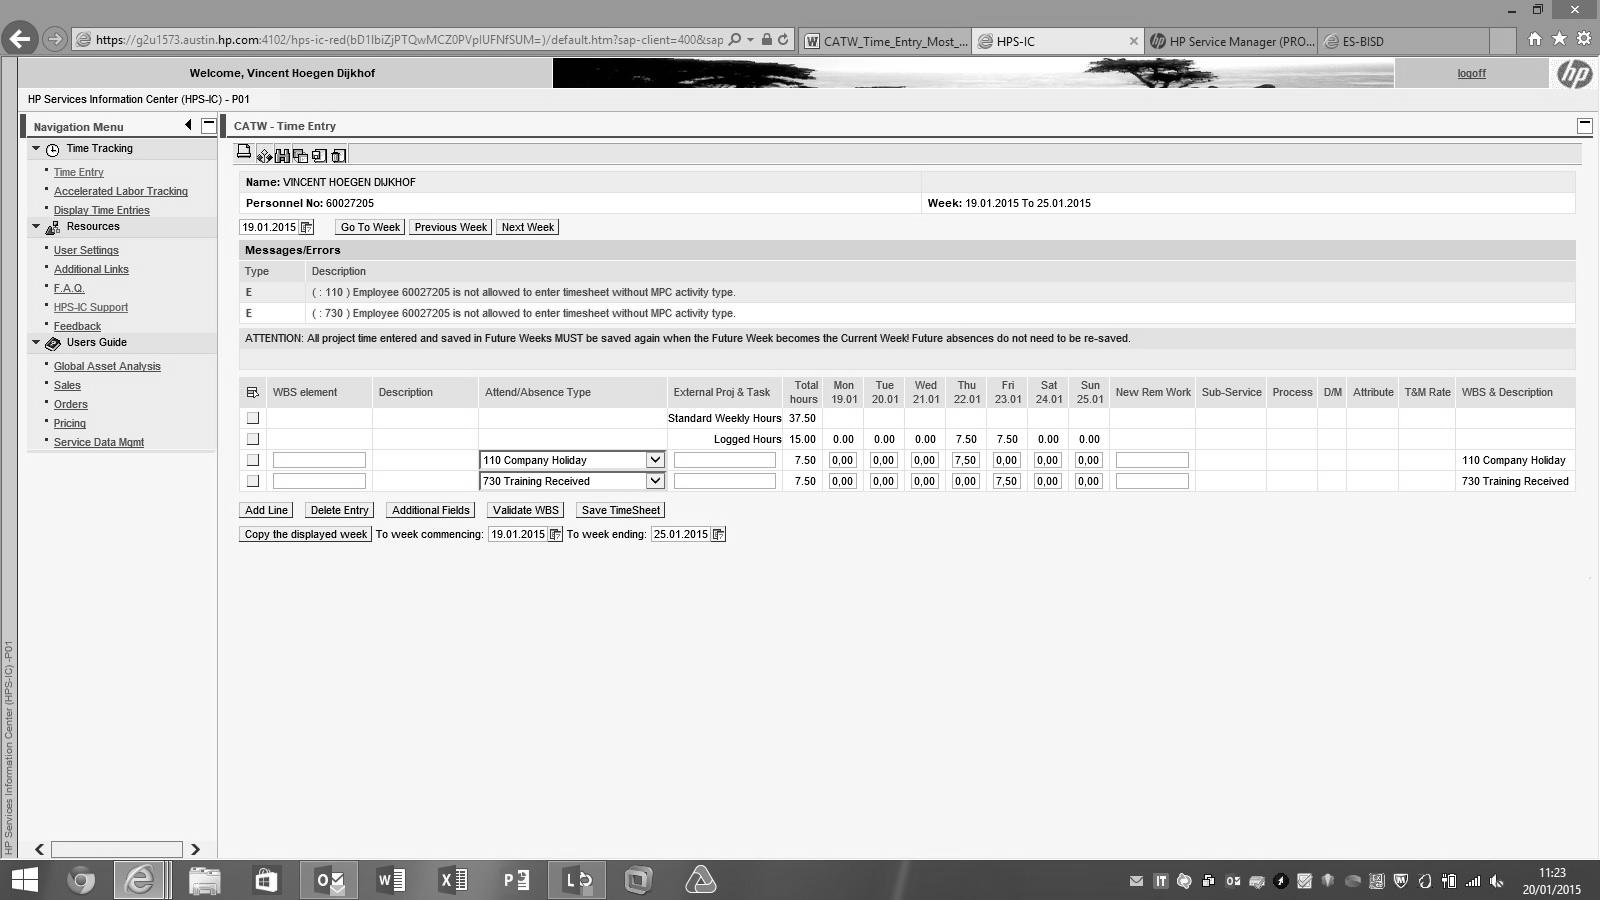 https://g2u1573.austin.hp.com:4102/hps-ic-red(bD1lbiZjPTQwMCZ0PVplUFNfSUM=)/default.htm?sap-client=400&sap
CATW_Time_Entry_Most_...
HPS-IC
HP Service Manager (PRO...
ES-BISD
Welcome, Vincent Hoegen Dijkhof
logoff
hp
HP Services Information Center (HPS-IC) - P01
Navigation Menu
Time Tracking
Time Entry
Accelerated Labor Tracking
Display Time Entries
Resources
User Settings
Additional Links
F.A.Q.
HPS-IC Support
Feedback
Users Guide
Global Asset Analysis
Sales
Orders
Pricing
Service Data Mgmt
HP Services Information Center (HPS-IC) -P01
CATW - Time Entry
Name: VINCENT HOEGEN DIJKHOF
Personnel No: 60027205 Week: 19.01.2015 To 25.01.2015
19.01.2015 Go To Week Previous Week Next Week
Messages/Errors
Type Description
E ( : 110 ) Employee 60027205 is not allowed to enter timesheet without MPC activity type.
E ( : 730 ) Employee 60027205 is not allowed to enter timesheet without MPC activity type.
ATTENTION: All project time entered and saved in Future Weeks MUST be saved again when the Future Week becomes the Current Week! Future absences do not need to be re-saved.
WBS element Description Attend/Absence Type External Proj & Task Total hours Mon 19.01 Tue 20.01 Wed 21.01 Thu 22.01 Fri 23.01 Sat 24.01 Sun 25.01 New Rem Work Sub-Service Process D/M Attribute T&M Rate WBS & Description
Standard Weekly Hours 37.50
Logged Hours 15.00 0.00 0.00 0.00 7.50 7.50 0.00 0.00
110 Company Holiday 7.50 0,00 0,00 0,00 7,50 0,00 0,00 0,00 110 Company Holiday
730 Training Received 7.50 0,00 0,00 0,00 0,00 7,50 0,00 0,00 730 Training Received
Add Line Delete Entry Additional Fields Validate WBS Save TimeSheet
Copy the displayed week To week commencing: 19.01.2015 To week ending: 25.01.2015
11:23
20/01/2015